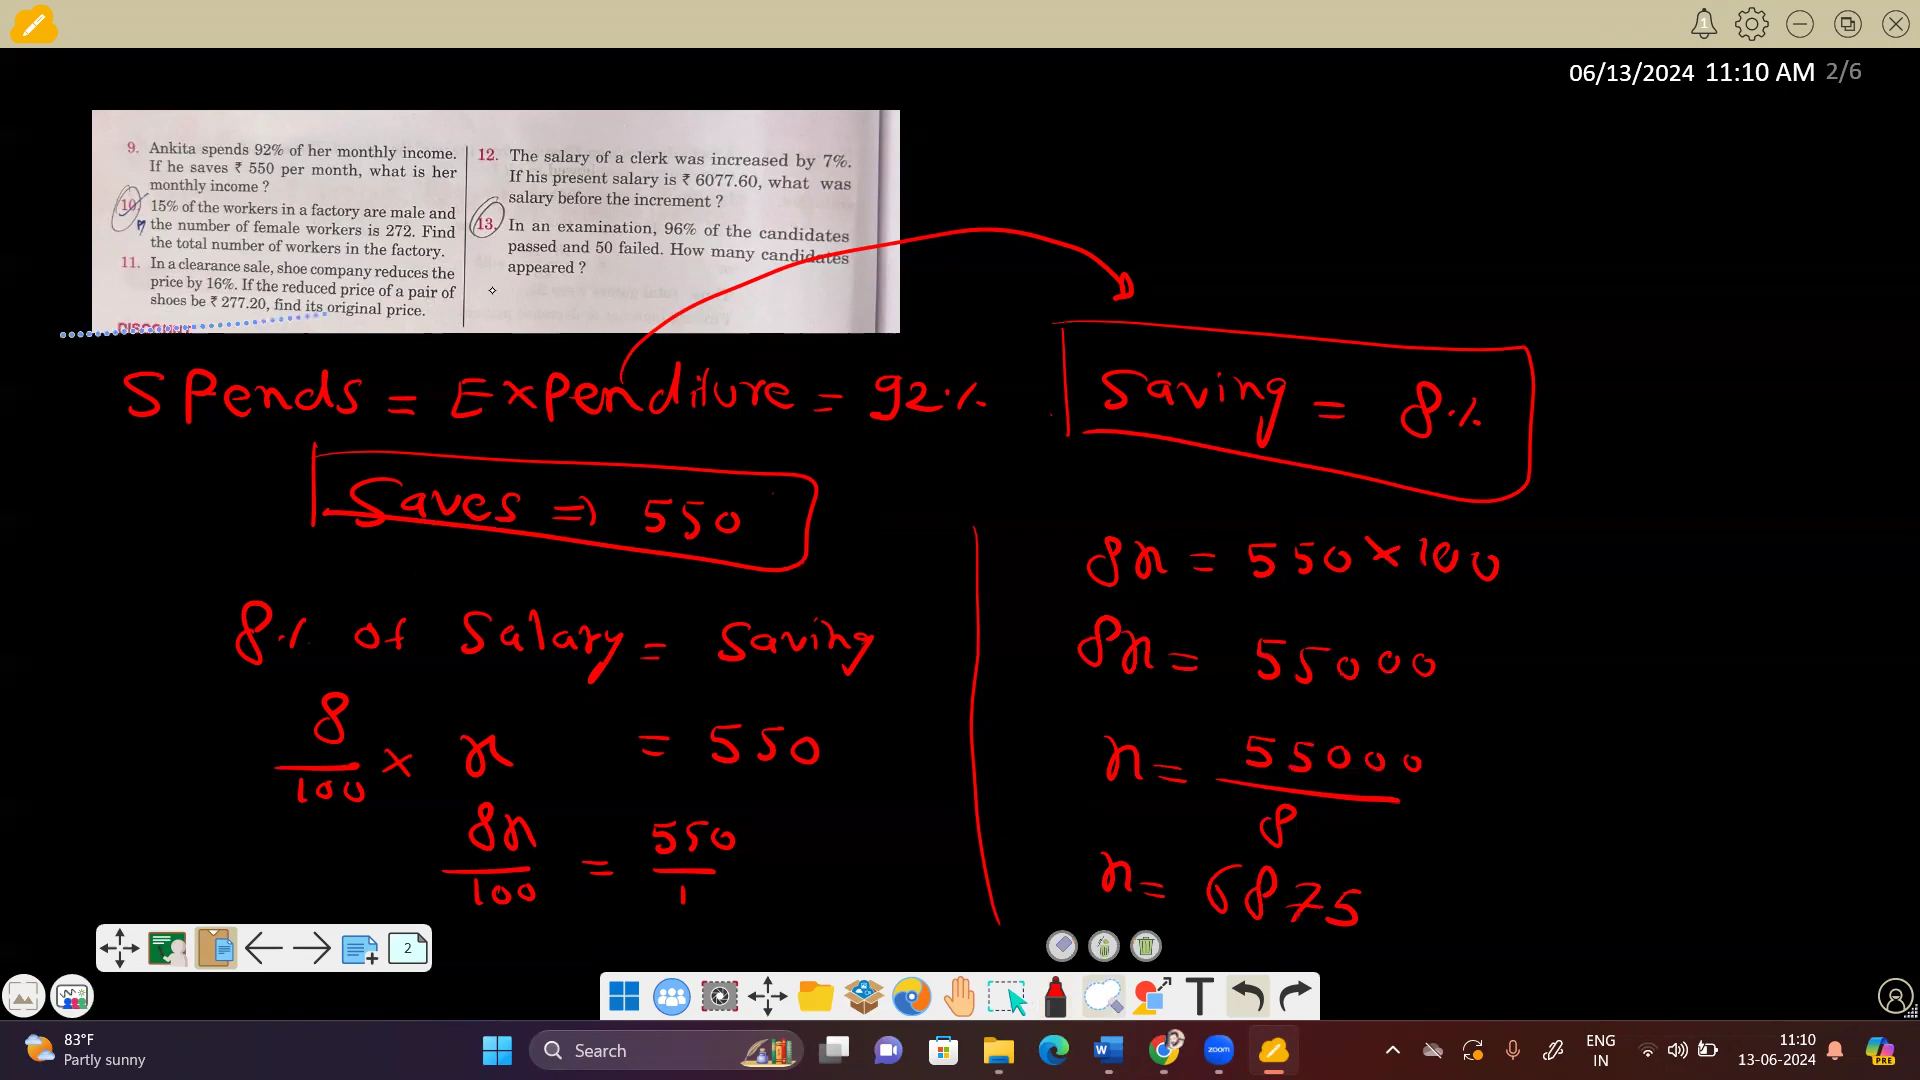 1
06/13/2024 11:10 AM 2/6
9. Ankita spends 92% of her monthly income.
If he saves ₹ 550 per month, what is her
monthly income ?
10. 15% of the workers in a factory are male and
the number of female workers is 272. Find
the total number of workers in the factory.
11. In a clearance sale, shoe company reduces the
price by 16%. If the reduced price of a pair of
shoes be ₹ 277.20, find its original price.
12. The salary of a clerk was increased by 7%.
If his present salary is ₹ 6077.60, what was
salary before the increment ?
13. In an examination, 96% of the candidates
passed and 50 failed. How many candidates
appeared ?
Spends = Expenditure = 92%
Saving = 8%
Saves => 550
8% of Salary = Saving
8/100 × x = 550
8x/100 = 550/1
8x = 550 × 100
8x = 55000
x = 55000/8
x = 6875
2
83°F
Partly sunny
Search
zoom
ENG
IN
11:10
13-06-2024
PRE